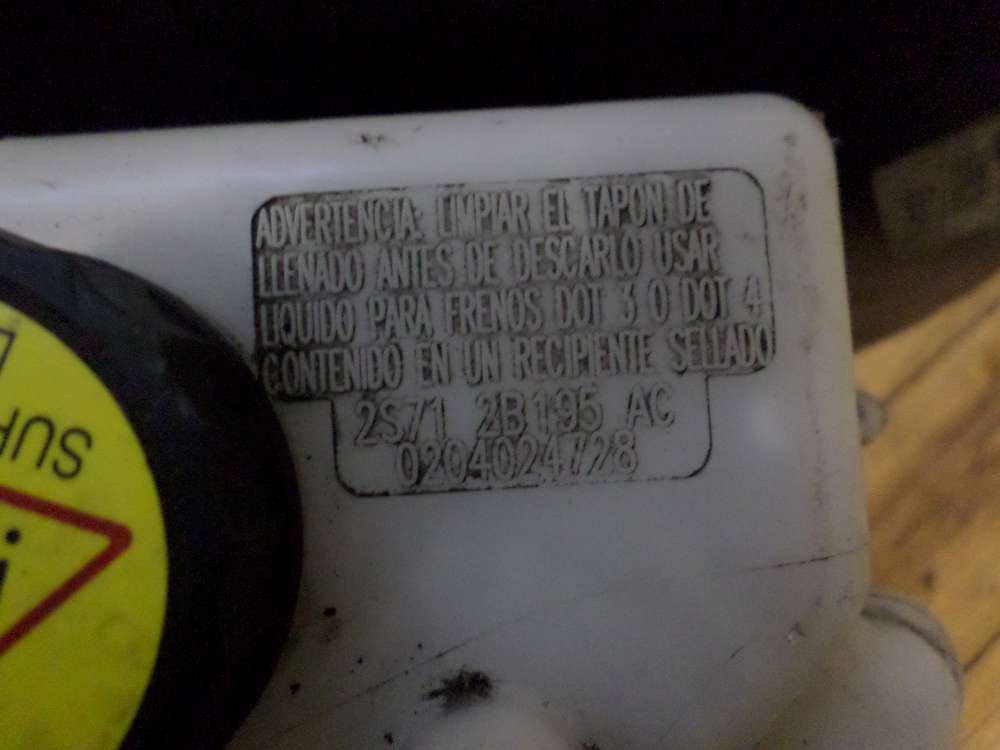 ADVERTENCIA: LIMPIAR EL TAPON DE
LLENADO ANTES DE DESCARLO USAR
LIQUIDO PARA FRENOS DOT 3 O DOT 4
CONTENIDO EN UN RECIPIENTE SELLADO
2S71 2B195 AC
0204024728
SUP